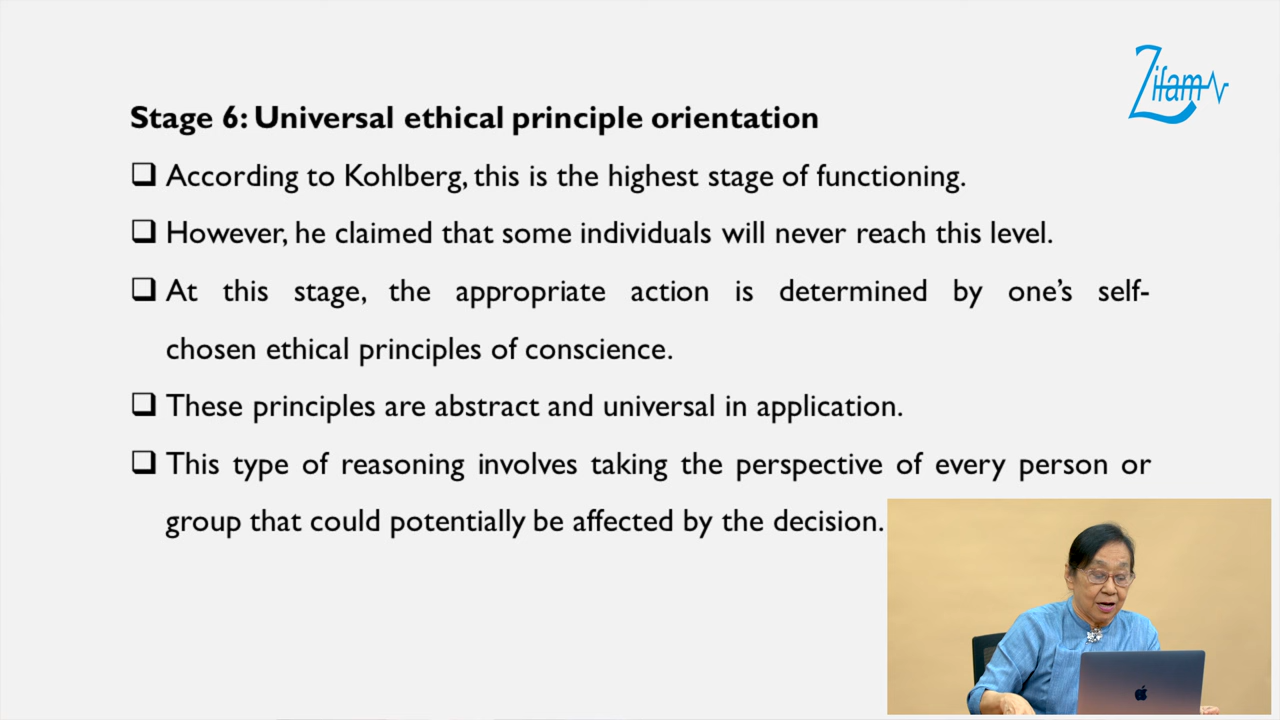 Zifam
Stage 6: Universal ethical principle orientation
❑ According to Kohlberg, this is the highest stage of functioning.
❑ However, he claimed that some individuals will never reach this level.
❑ At this stage, the appropriate action is determined by one’s self-
chosen ethical principles of conscience.
❑ These principles are abstract and universal in application.
❑ This type of reasoning involves taking the perspective of every person or
group that could potentially be affected by the decision.